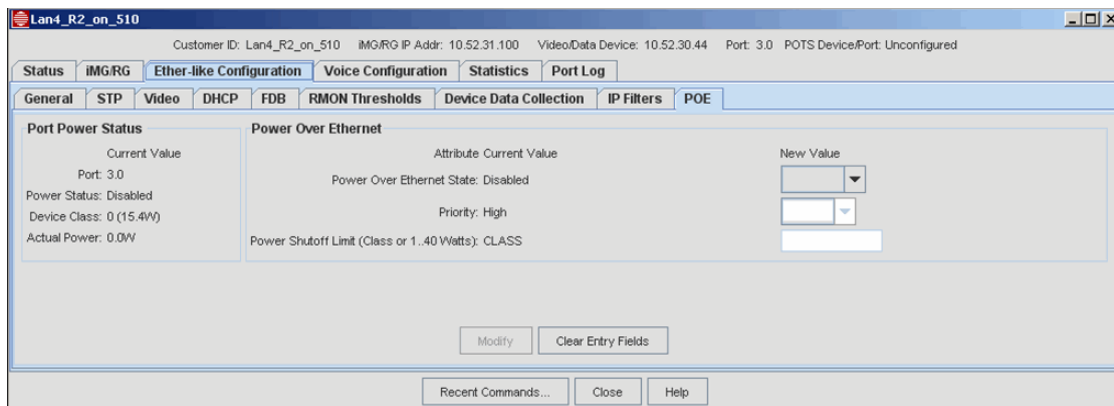 Lan4_R2_on_510
Customer ID: Lan4_R2_on_510 iMG/RG IP Addr: 10.52.31.100 Video/Data Device: 10.52.30.44 Port: 3.0 POTS Device/Port: Unconfigured
Status iMG/RG Ether-like Configuration Voice Configuration Statistics Port Log
General STP Video DHCP FDB RMON Thresholds Device Data Collection IP Filters POE
Port Power Status
Current Value
Port: 3.0
Power Status: Disabled
Device Class: 0 (15.4W)
Actual Power: 0.0W
Power Over Ethernet
Attribute Current Value New Value
Power Over Ethernet State: Disabled
Priority: High
Power Shutoff Limit (Class or 1..40 Watts): CLASS
Modify Clear Entry Fields
Recent Commands... Close Help